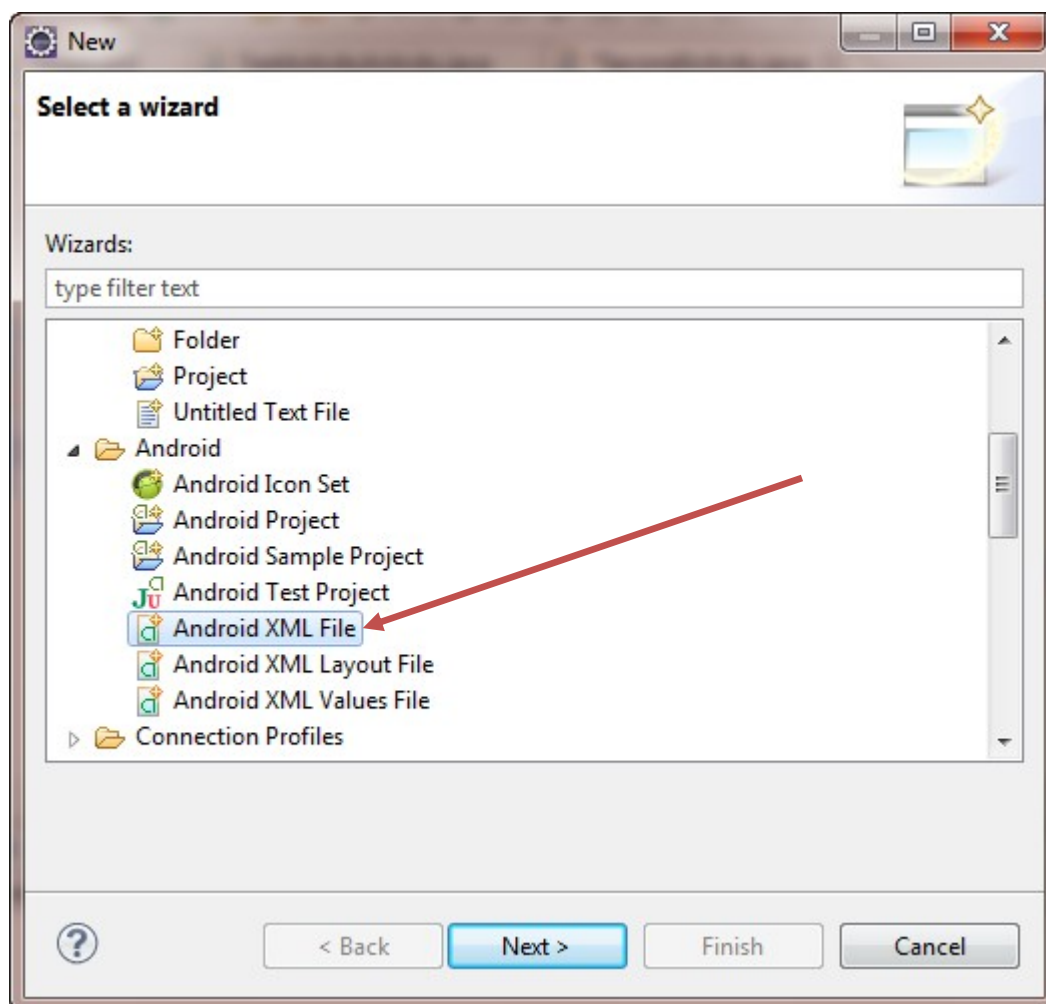 New
Select a wizard
Wizards:
type filter text
Folder
Project
Untitled Text File
Android
Android Icon Set
Android Project
Android Sample Project
Android Test Project
Android XML File
Android XML Layout File
Android XML Values File
Connection Profiles
< Back Next > Finish Cancel